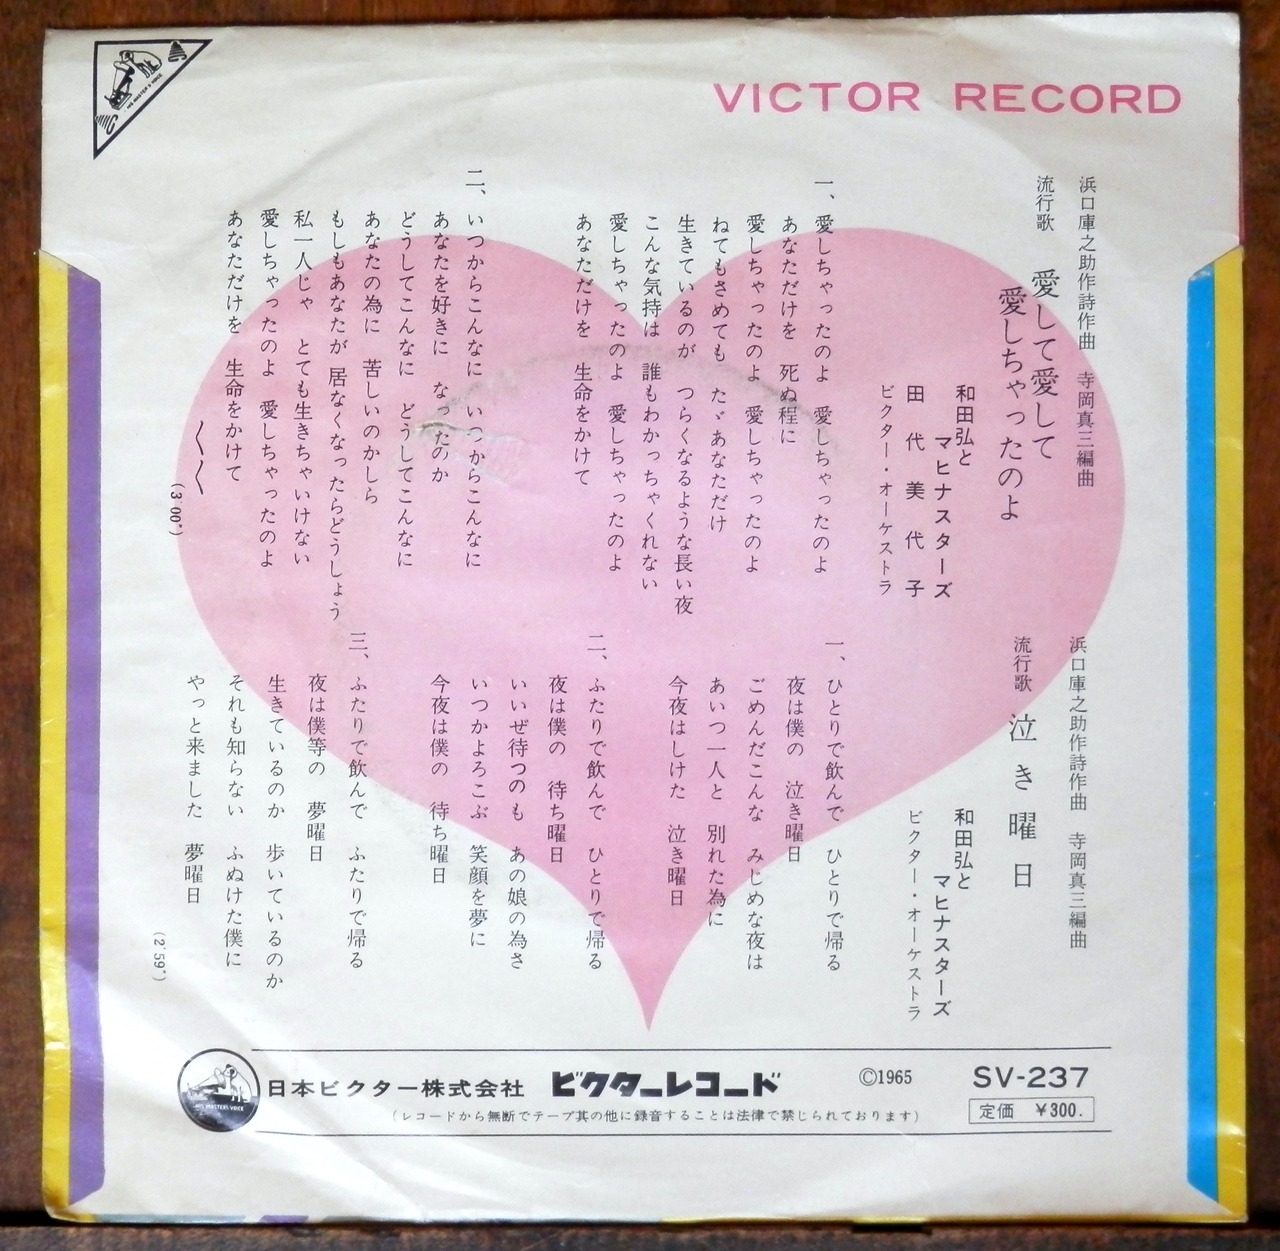 VICTOR RECORD
HIS MASTER'S VOICE
浜口庫之助作詩作曲　寺岡真三編曲
流行歌　愛して愛して
愛しちゃったのよ
和田弘と
マヒナスターズ
田代美代子
ビクター・オーケストラ
一、愛しちゃったのよ　愛しちゃったのよ
あなただけを　死ぬ程に
愛しちゃったのよ　愛しちゃったのよ
ねてもさめても　たゞあなただけ
生きているのが　つらくなるような長い夜
こんな気持は　誰もわかっちゃくれない
愛しちゃったのよ　愛しちゃったのよ
あなただけを　生命をかけて
二、いつからこんなに　いつからこんなに
あなたを好きに　なったのか
どうしてこんなに　どうしてこんなに
あなたの為に　苦しいのかしら
もしもあなたが　居なくなったらどうしょう
私一人じゃ　とても生きちゃいけない
愛しちゃったのよ　愛しちゃったのよ
あなただけを　生命をかけて
〱〱
(3′00″)
浜口庫之助作詩作曲　寺岡真三編曲
流行歌　泣き曜日
和田弘と
マヒナスターズ
ビクター・オーケストラ
一、ひとりで飲んで　ひとりで帰る
夜は僕の　泣き曜日
ごめんだこんな　みじめな夜は
あいつ一人と　別れた為に
今夜はしけた　泣き曜日
二、ふたりで飲んで　ひとりで帰る
夜は僕の　待ち曜日
いいぜ待つのも　あの娘の為さ
いつかよろこぶ　笑顔を夢に
今夜は僕の　待ち曜日
三、ふたりで飲んで　ふたりで帰る
夜は僕等の　夢曜日
生きているのか　歩いているのか
それも知らない　ふぬけた僕に
やっと来ました　夢曜日
(2′59″)
HIS MASTER'S VOICE
日本ビクター株式会社　ビクターレコード　©1965　SV-237
(レコードから無断でテープ其の他に録音することは法律で禁じられております)
定価　¥300.